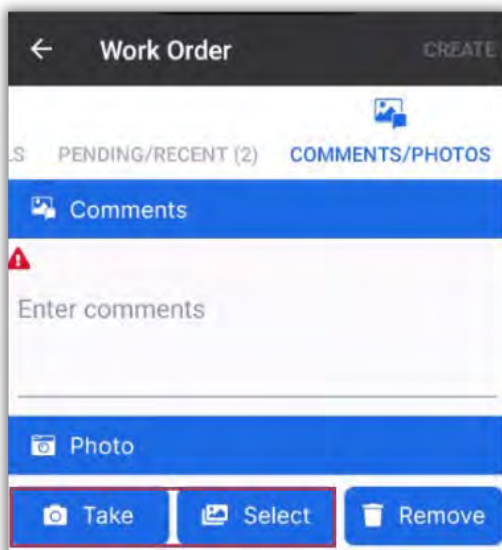 Work Order CREATE
LS PENDING/RECENT (2) COMMENTS/PHOTOS
Comments
Enter comments
Photo
Take Select Remove